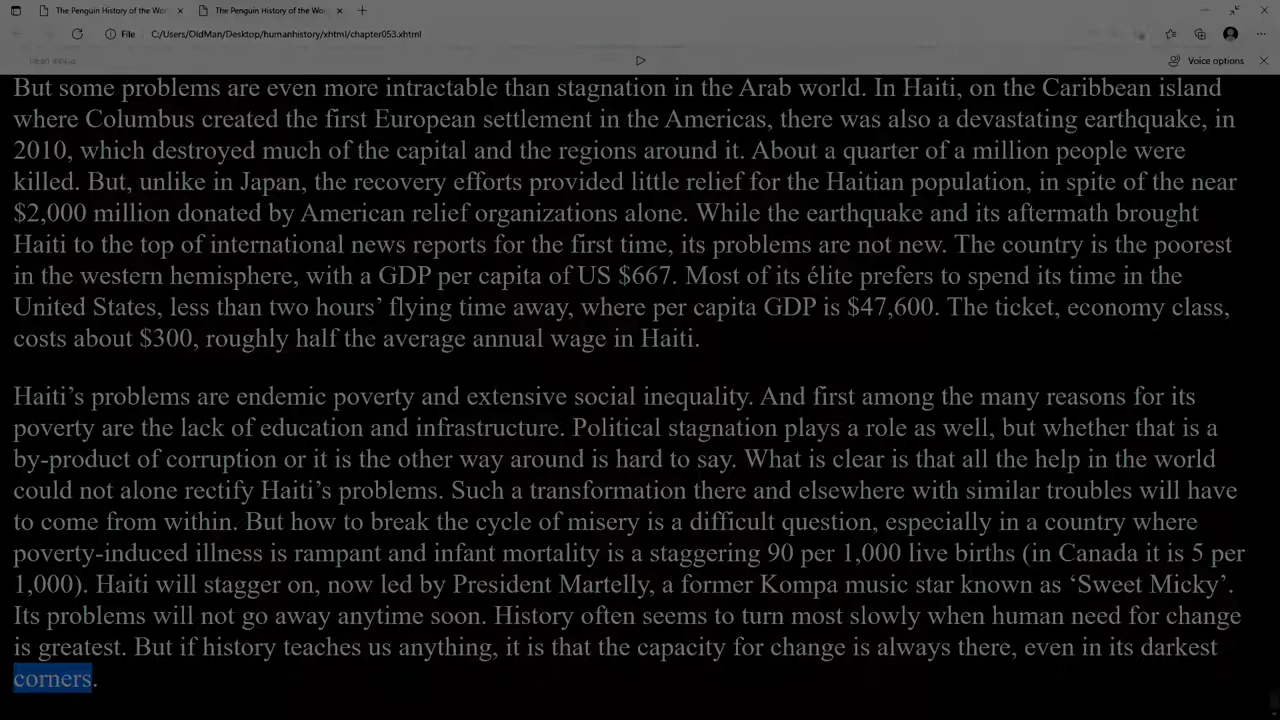 The Penguin History of the Wor
The Penguin History of the Wo
File C:/Users/OldMan/Desktop/humanhistory/xhtml/chapter053.xhtml
Voice options
But some problems are even more intractable than stagnation in the Arab world. In Haiti, on the Caribbean island
where Columbus created the first European settlement in the Americas, there was also a devastating earthquake, in
2010, which destroyed much of the capital and the regions around it. About a quarter of a million people were
killed. But, unlike in Japan, the recovery efforts provided little relief for the Haitian population, in spite of the near
$2,000 million donated by American relief organizations alone. While the earthquake and its aftermath brought
Haiti to the top of international news reports for the first time, its problems are not new. The country is the poorest
in the western hemisphere, with a GDP per capita of US $667. Most of its élite prefers to spend its time in the
United States, less than two hours’ flying time away, where per capita GDP is $47,600. The ticket, economy class,
costs about $300, roughly half the average annual wage in Haiti.
Haiti’s problems are endemic poverty and extensive social inequality. And first among the many reasons for its
poverty are the lack of education and infrastructure. Political stagnation plays a role as well, but whether that is a
by-product of corruption or it is the other way around is hard to say. What is clear is that all the help in the world
could not alone rectify Haiti’s problems. Such a transformation there and elsewhere with similar troubles will have
to come from within. But how to break the cycle of misery is a difficult question, especially in a country where
poverty-induced illness is rampant and infant mortality is a staggering 90 per 1,000 live births (in Canada it is 5 per
1,000). Haiti will stagger on, now led by President Martelly, a former Kompa music star known as ‘Sweet Micky’.
Its problems will not go away anytime soon. History often seems to turn most slowly when human need for change
is greatest. But if history teaches us anything, it is that the capacity for change is always there, even in its darkest
corners.